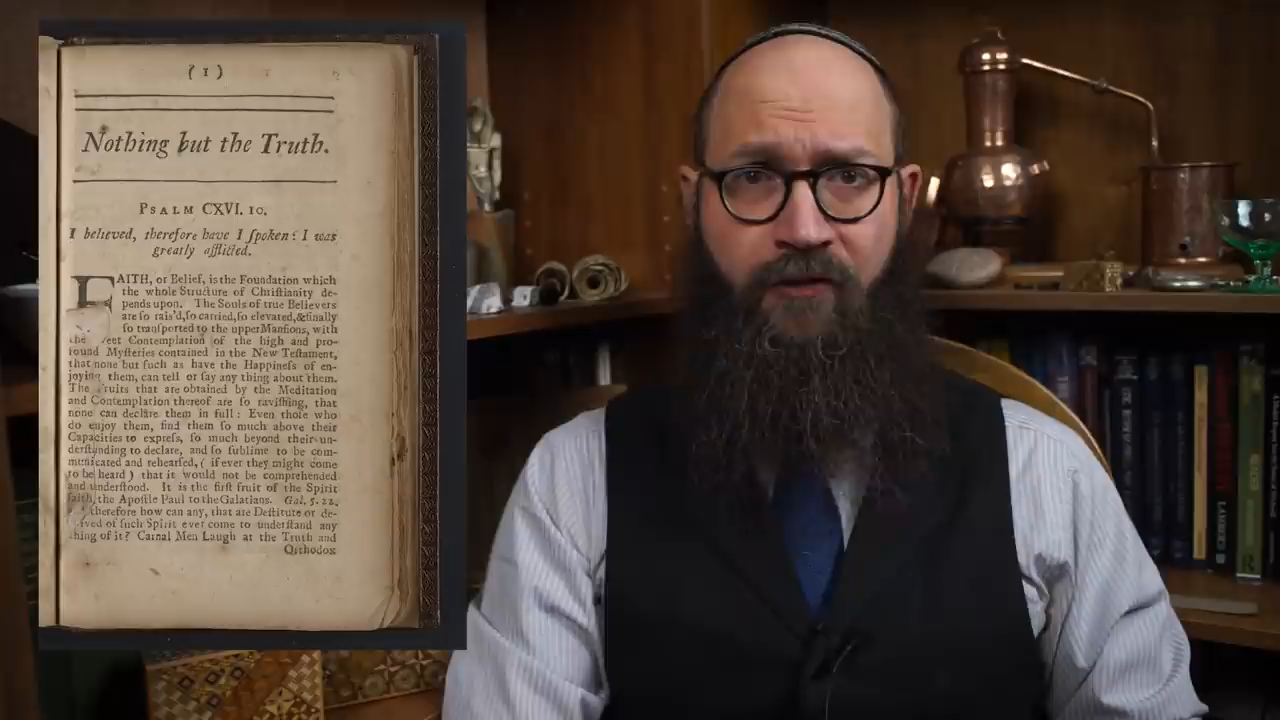 ( 1 )
Nothing but the Truth.
PSALM CXVI. 10.
I believed, therefore have I ſpoken : I was
greatly afflicted.
FAITH, or Belief, is the Foundation which
the whole Structure of Chriſtianity de-
pends upon. The Souls of true Believers
are ſo rais'd,ſo carried,ſo elevated,&finally
ſo tranſported to the upperManſions, with
the Contemplation of the high and pro-
found Myſteries contained in the New Teſtament,
that none but ſuch as have the Happineſs of en-
joying them, can tell or ſay any thing about them.
The Fruits that are obtained by the Meditation
and Contemplation thereof are ſo raviſhing, that
none can declare them in full : Even thoſe who
do enjoy them, find them ſo much above their
Capacities to expreſs, ſo much beyond their un-
derſtanding to declare, and ſo ſublime to be com-
municated and rehearſed, ( if ever they might come
to be heard ) that it would not be comprehended
and underſtood. It is the firſt fruit of the Spirit
faith, the Apoſtle Paul to theGalatians. Gal. 5. 22.
therefore how can any, that are Deſtitute or de-
prived of ſuch Spirit ever come to underſtand any
thing of it? Carnal Men Laugh at the Truth and
Orthodox